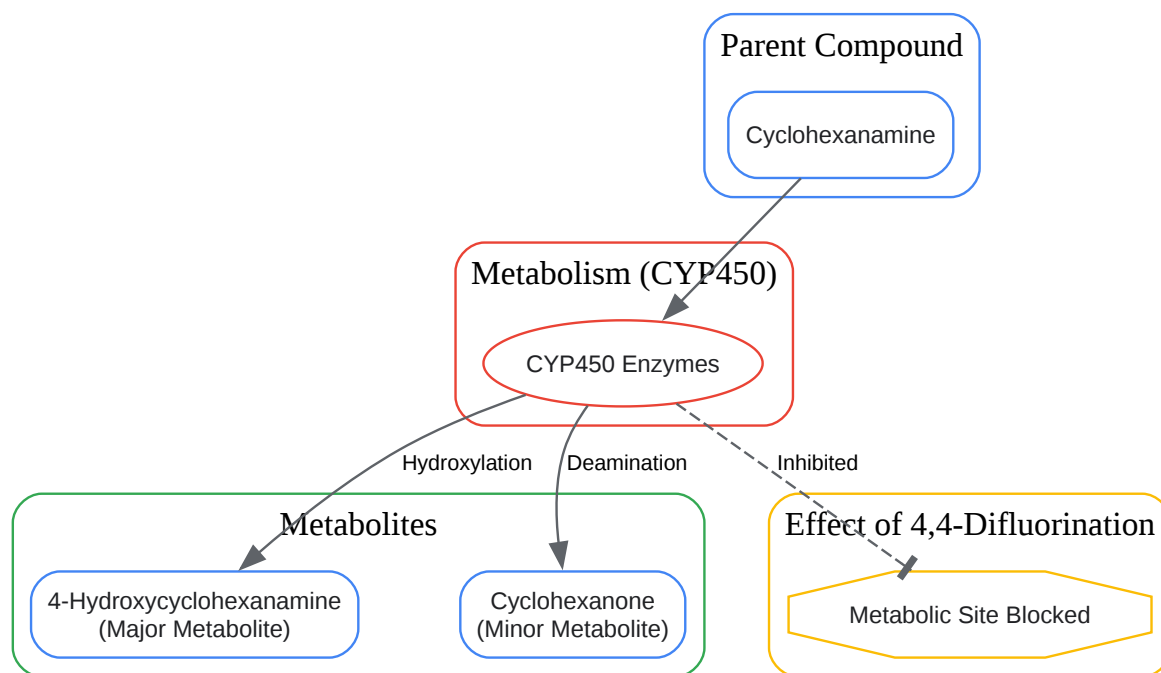 Parent Compound
Cyclohexanamine
Metabolism (CYP450)
CYP450 Enzymes
Hydroxylation
Deamination
Inhibited
Metabolites
Effect of 4,4-Difluorination
4-Hydroxycyclohexanamine
(Major Metabolite)
Cyclohexanone
(Minor Metabolite)
Metabolic Site Blocked